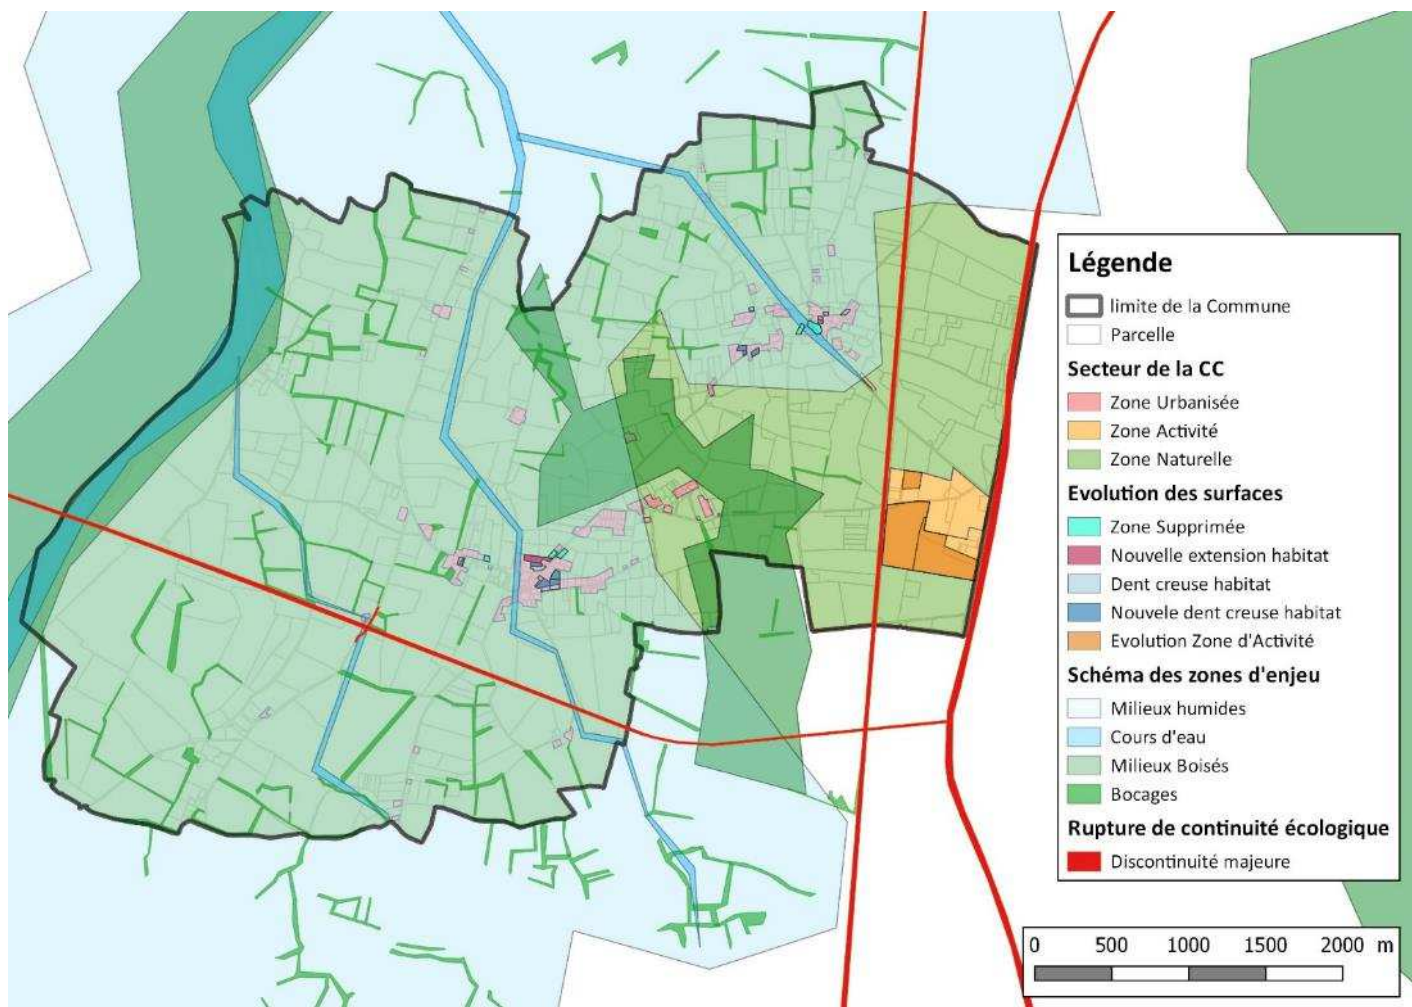 Légende
limite de la Commune
Parcelle
Secteur de la CC
Zone Urbanisée
Zone Activité
Zone Naturelle
Evolution des surfaces
Zone Supprimée
Nouvelle extension habitat
Dent creuse habitat
Nouvele dent creuse habitat
Evolution Zone d'Activité
Schéma des zones d'enjeu
Milieux humides
Cours d'eau
Milieux Boisés
Bocages
Rupture de continuité écologique
Discontinuité majeure
0 500 1000 1500 2000 m